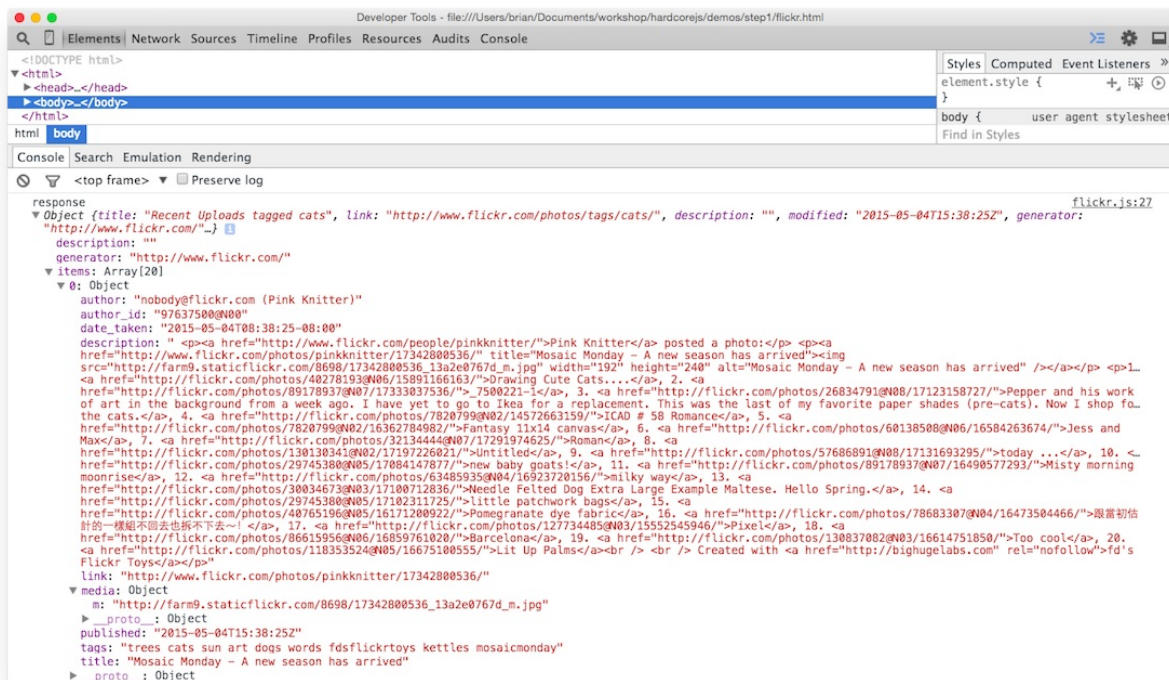 Developer Tools - file:///Users/brian/Documents/workshop/hardcorejs/demos/step1/flickr.html
Elements Network Sources Timeline Profiles Resources Audits Console
<!DOCTYPE html>
▼<html>
▶<head>…</head>
▶<body>…</body>
</html>
html body
Styles Computed Event Listeners »
element.style {
}
body { user agent stylesheet
Find in Styles
Console Search Emulation Rendering
<top frame> ▼ Preserve log
response flickr.js:27
▼Object {title: "Recent Uploads tagged cats", link: "http://www.flickr.com/photos/tags/cats/", description: "", modified: "2015-05-04T15:38:25Z", generator:
"http://www.flickr.com/"…}
description: ""
generator: "http://www.flickr.com/"
▼items: Array[20]
▼0: Object
author: "nobody@flickr.com (Pink Knitter)"
author_id: "97637500@N00"
date_taken: "2015-05-04T08:38:25-08:00"
description: " <p><a href="http://www.flickr.com/people/pinkknitter/">Pink Knitter</a> posted a photo:</p> <p><a
href="http://www.flickr.com/photos/pinkknitter/17342800536/" title="Mosaic Monday – A new season has arrived"><img
src="http://farm9.staticflickr.com/8698/17342800536_13a2e0767d_m.jpg" width="192" height="240" alt="Mosaic Monday – A new season has arrived" /></a></p> <p>1…
<a href="http://flickr.com/photos/40278193@N06/15891166163/">Drawing Cute Cats....</a>, 2. <a
href="http://flickr.com/photos/89178937@N07/17333037536/">_7500221-1</a>, 3. <a href="http://flickr.com/photos/26834791@N08/17123158727/">Pepper and his work
of art in the background from a week ago. I have yet to go to Ikea for a replacement. This was the last of my favorite paper shades (pre-cats). Now I shop fo…
the cats.</a>, 4. <a href="http://flickr.com/photos/7820799@N02/14572663159/">ICAD # 58 Romance</a>, 5. <a
href="http://flickr.com/photos/7820799@N02/16362784982/">Fantasy 11x14 canvas</a>, 6. <a href="http://flickr.com/photos/60138508@N06/16584263674/">Jess and
Max</a>, 7. <a href="http://flickr.com/photos/32134444@N07/17291974625/">Roman</a>, 8. <a
href="http://flickr.com/photos/130130341@N02/17197226021/">Untitled</a>, 9. <a href="http://flickr.com/photos/57686891@N08/17131693295/">today ...</a>, 10. <…
href="http://flickr.com/photos/29745380@N05/17084147877/">new baby goats!</a>, 11. <a href="http://flickr.com/photos/89178937@N07/16490577293/">Misty morning
moonrise</a>, 12. <a href="http://flickr.com/photos/63485935@N04/16923720156/">milky way</a>, 13. <a
href="http://flickr.com/photos/30034673@N03/17100712836/">Needle Felted Dog Extra Large Example Maltese. Hello Spring.</a>, 14. <a
href="http://flickr.com/photos/29745380@N05/17102311725/">little patchwork bags</a>, 15. <a
href="http://flickr.com/photos/40765196@N05/16171200922/">Pomegranate dye fabric</a>, 16. <a href="http://flickr.com/photos/78683307@N04/16473504466/">跟當初估
計的一樣組不回去也拆不下去～! </a>, 17. <a href="http://flickr.com/photos/127734485@N03/15552545946/">Pixel</a>, 18. <a
href="http://flickr.com/photos/86615956@N06/16859761020/">Barcelona</a>, 19. <a href="http://flickr.com/photos/130837082@N03/16614751850/">Too cool</a>, 20.
<a href="http://flickr.com/photos/118353524@N05/16675100555/">Lit Up Palms</a><br /> <br /> Created with <a href="http://bighugelabs.com" rel="nofollow">fd's
Flickr Toys</a></p>"
link: "http://www.flickr.com/photos/pinkknitter/17342800536/"
▼media: Object
m: "http://farm9.staticflickr.com/8698/17342800536_13a2e0767d_m.jpg"
▶__proto__: Object
published: "2015-05-04T15:38:25Z"
tags: "trees cats sun art dogs words fdsflickrtoys kettles mosaicmonday"
title: "Mosaic Monday – A new season has arrived"
▶__proto__: Object